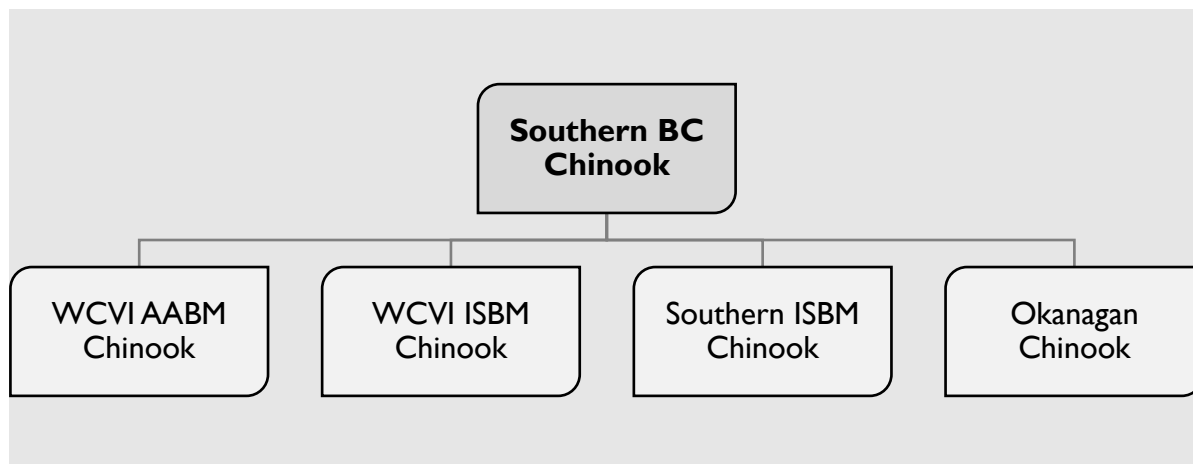 Southern BC
Chinook
WCVI AABM
Chinook
WCVI ISBM
Chinook
Southern ISBM
Chinook
Okanagan
Chinook